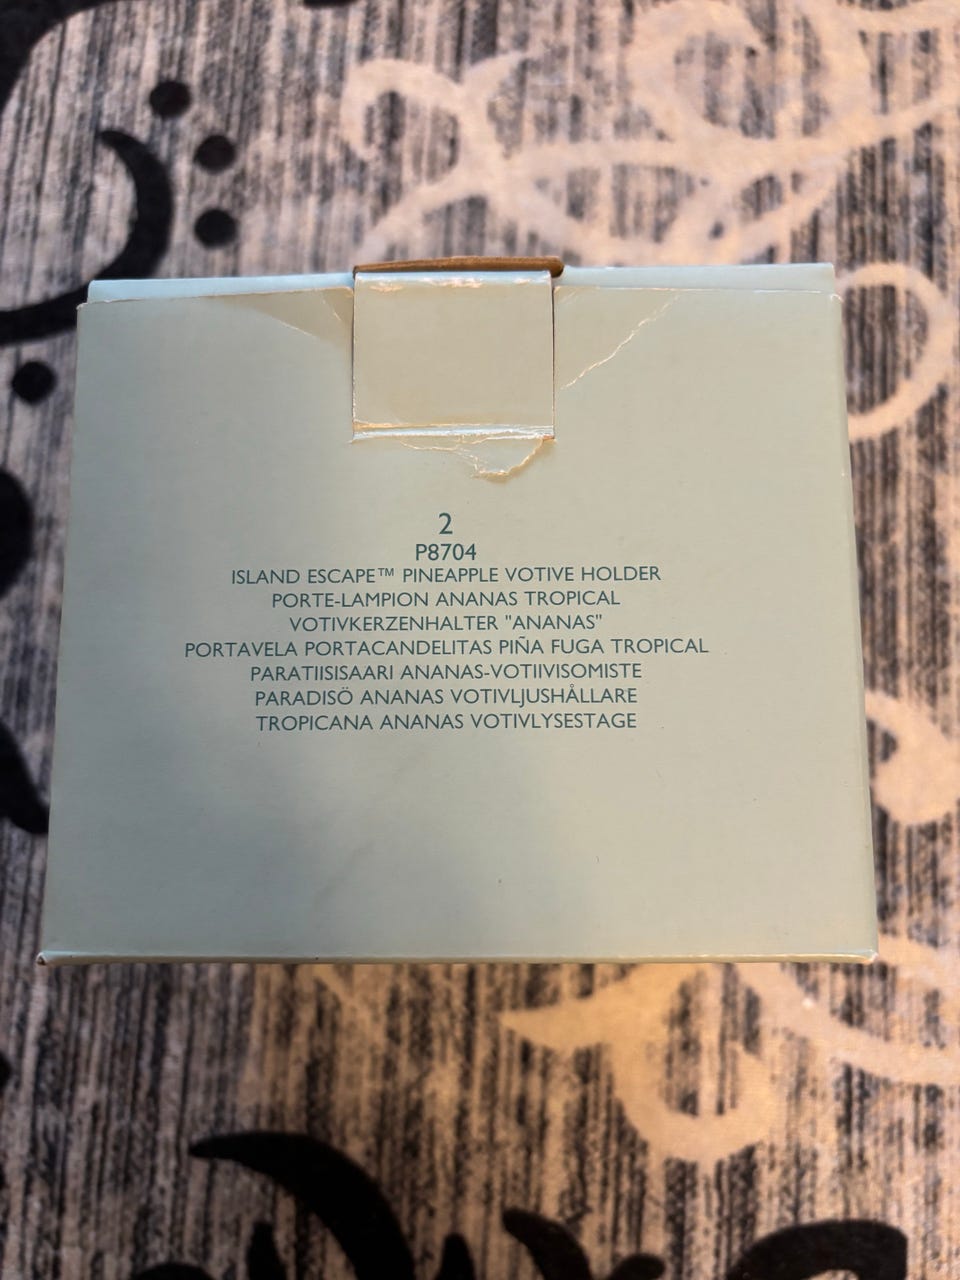 2
P8704
ISLAND ESCAPE™ PINEAPPLE VOTIVE HOLDER
PORTE-LAMPION ANANAS TROPICAL
VOTIVKERZENHALTER "ANANAS"
PORTAVELA PORTACANDELITAS PIÑA FUGA TROPICAL
PARATIISISAARI ANANAS-VOTIIVISOMISTE
PARADISÖ ANANAS VOTIVLJUSHÅLLARE
TROPICANA ANANAS VOTIVLYSESTAGE